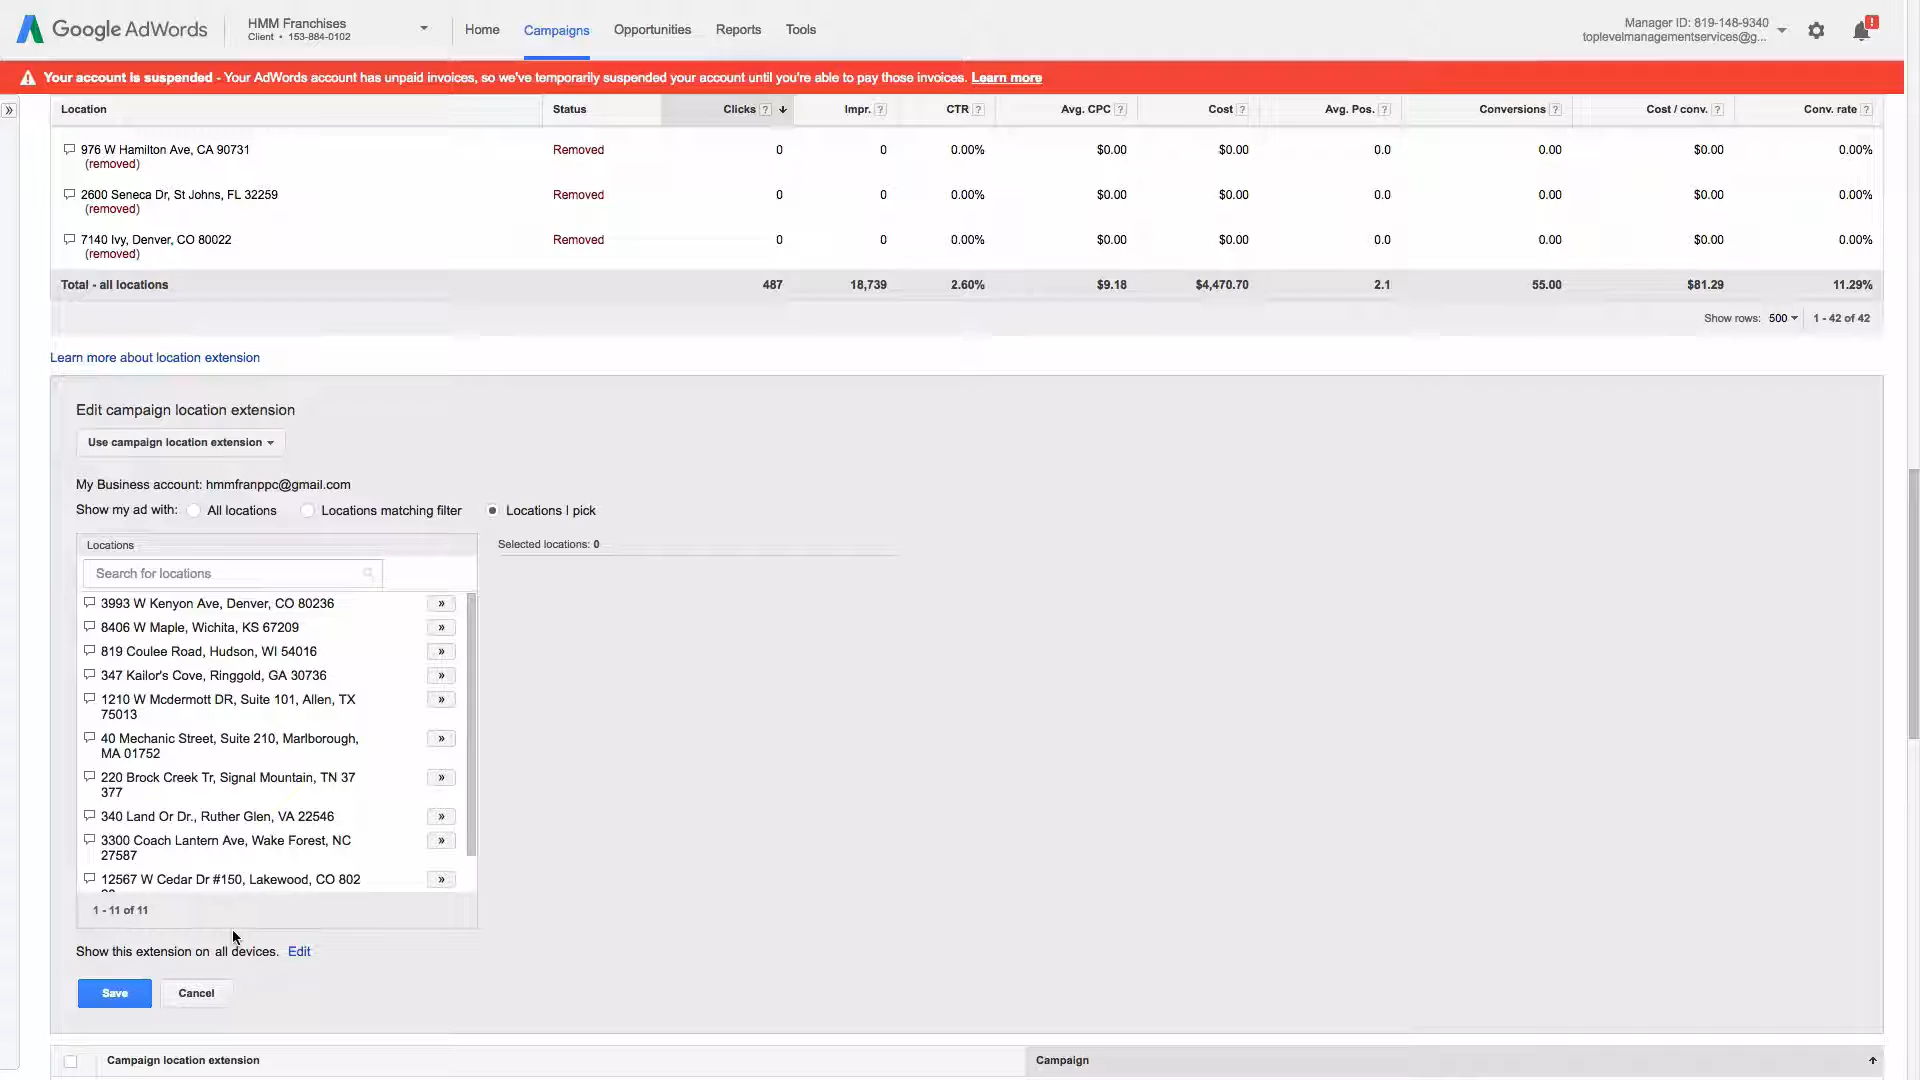 Google AdWords
HMM Franchises
Client • 153-884-0102
Home
Campaigns
Opportunities
Reports
Tools
Manager ID: 819-148-9340
toplevelmanagementservices@g...
!
Your account is suspended - Your AdWords account has unpaid invoices, so we've temporarily suspended your account until you're able to pay those invoices. Learn more
»
Location Status Clicks ? Impr. ? CTR ? Avg. CPC ? Cost ? Avg. Pos. ? Conversions ? Cost / conv. ? Conv. rate ?
976 W Hamilton Ave, CA 90731 Removed 0 0 0.00% $0.00 $0.00 0.0 0.00 $0.00 0.00%
(removed)
2600 Seneca Dr, St Johns, FL 32259 Removed 0 0 0.00% $0.00 $0.00 0.0 0.00 $0.00 0.00%
(removed)
7140 Ivy, Denver, CO 80022 Removed 0 0 0.00% $0.00 $0.00 0.0 0.00 $0.00 0.00%
(removed)
Total - all locations 487 18,739 2.60% $9.18 $4,470.70 2.1 55.00 $81.29 11.29%
Show rows: 500 1 - 42 of 42
Learn more about location extension
Edit campaign location extension
Use campaign location extension
My Business account: hmmfranppc@gmail.com
Show my ad with: All locations Locations matching filter Locations I pick
Locations
Selected locations: 0
Search for locations
3993 W Kenyon Ave, Denver, CO 80236 »
8406 W Maple, Wichita, KS 67209 »
819 Coulee Road, Hudson, WI 54016 »
347 Kailor's Cove, Ringgold, GA 30736 »
1210 W Mcdermott DR, Suite 101, Allen, TX »
75013
40 Mechanic Street, Suite 210, Marlborough, »
MA 01752
220 Brock Creek Tr, Signal Mountain, TN 37 »
377
340 Land Or Dr., Ruther Glen, VA 22546 »
3300 Coach Lantern Ave, Wake Forest, NC »
27587
12567 W Cedar Dr #150, Lakewood, CO 802 »
1 - 11 of 11
Show this extension on all devices. Edit
Save
Cancel
Campaign location extension
Campaign